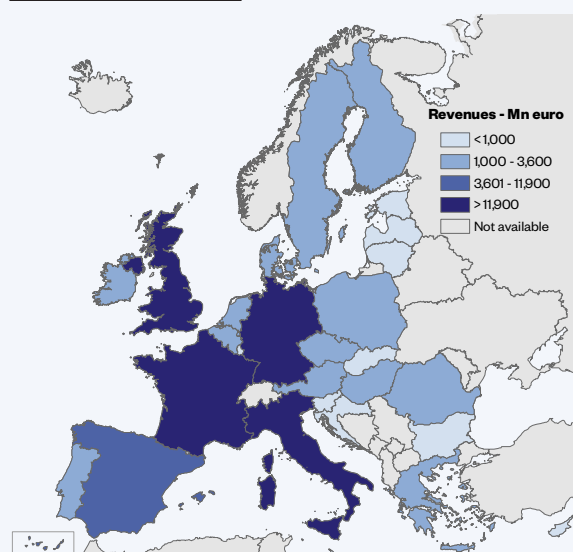 Revenues - Mn euro
<1,000
1,000 - 3,600
3,601 - 11,900
>11,900
Not available